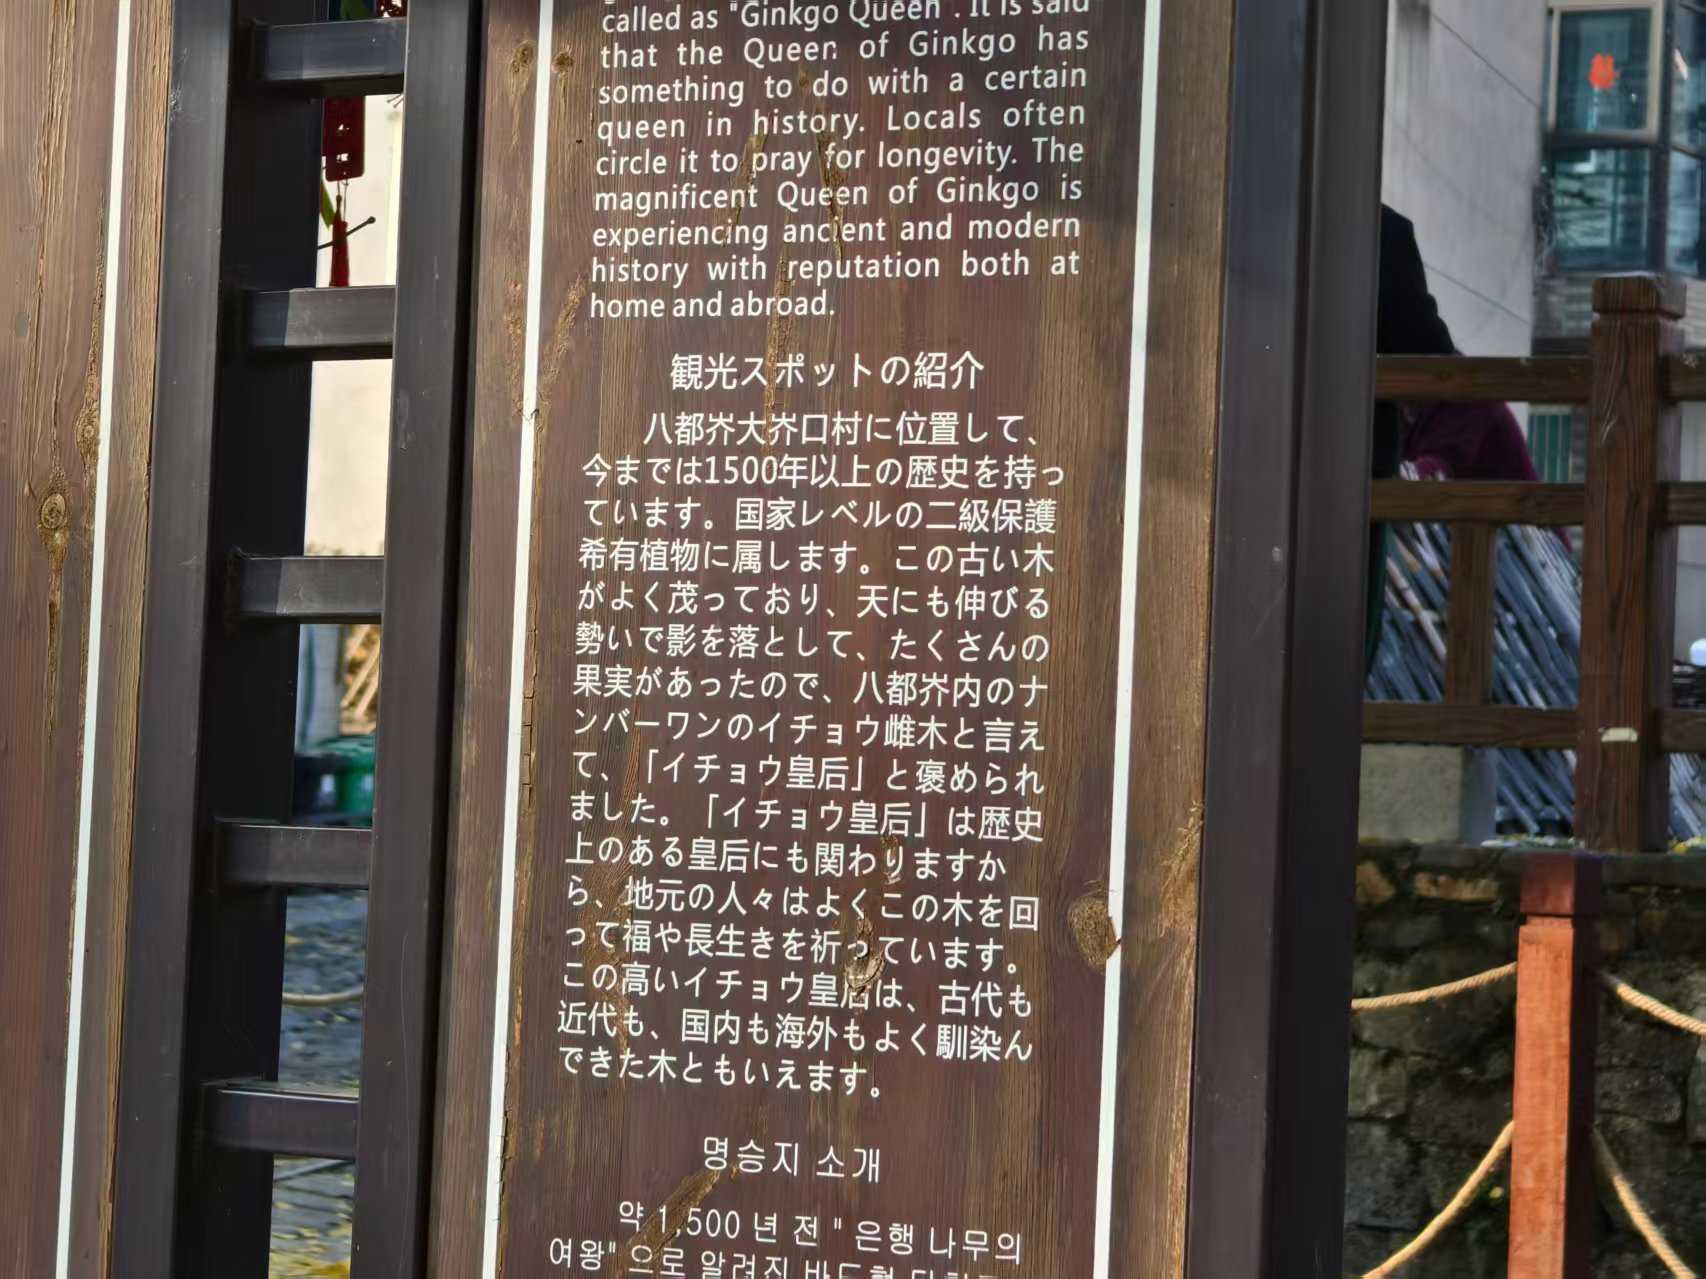 called as "Ginkgo Queen". It is said
that the Queen of Ginkgo has
something to do with a certain
queen in history. Locals often
circle it to pray for longevity. The
magnificent Queen of Ginkgo is
experiencing ancient and modern
history with reputation both at
home and abroad.
観光スポットの紹介
八都岕大岕口村に位置して、
今までは1500年以上の歴史を持っ
ています。国家レベルの二級保護
希有植物に属します。この古い木
がよく茂っており、天にも伸びる
勢いで影を落として、たくさんの
果実があったので、八都岕内のナ
ンバーワンのイチョウ雌木と言え
て、「イチョウ皇后」と褒められ
ました。「イチョウ皇后」は歴史
上のある皇后にも関わりますか
ら、地元の人々はよくこの木を回
って福や長生きを祈っています。
この高いイチョウ皇后は、古代も
近代も、国内も海外もよく馴染ん
できた木ともいえます。
명승지 소개
약 1,500 년 전 " 은행 나무의
여왕" 으로 알려진